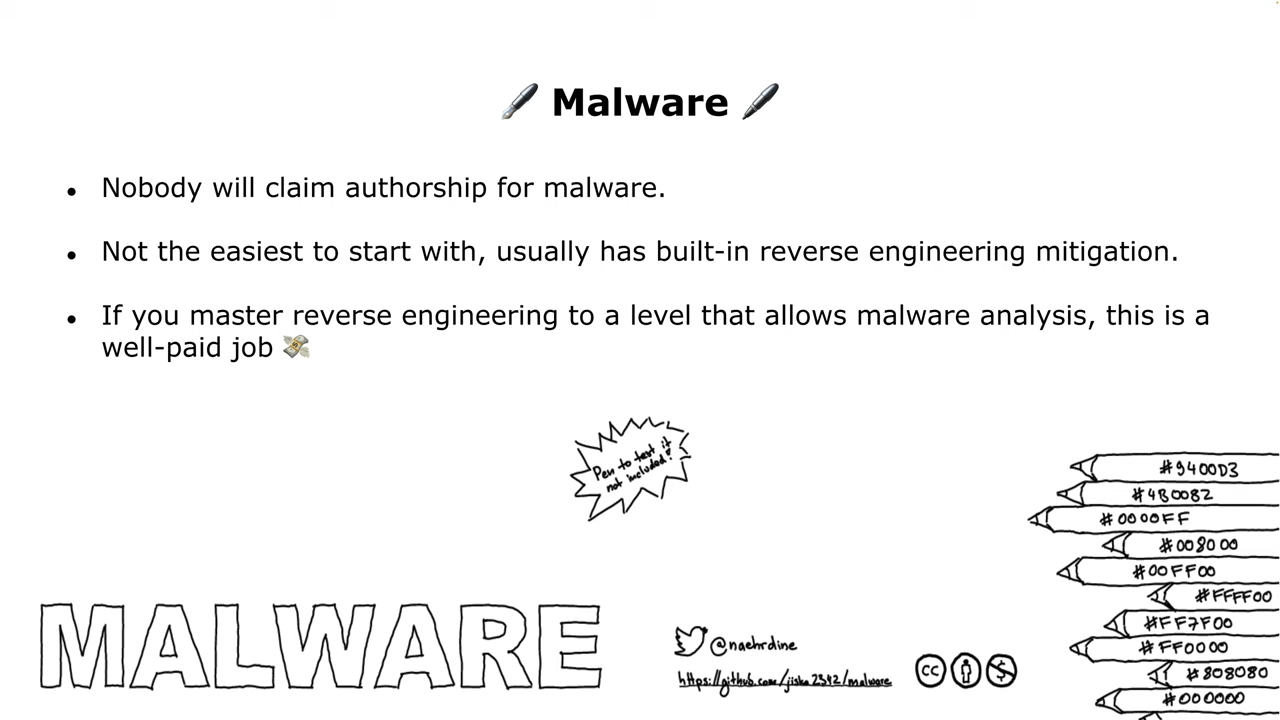 🖋️ Malware 🖋️
● Nobody will claim authorship for malware.
● Not the easiest to start with, usually has built-in reverse engineering mitigation.
● If you master reverse engineering to a level that allows malware analysis, this is a
well-paid job 💸
Pen to test it
not included!
#9400D3
#4B0082
#0000FF
#008000
#00FF00
#FFFF00
#FF7F00
#FF0000
#808080
#000000
MALWARE
@naehrdine
https://github.com/jiska2342/malware
cc